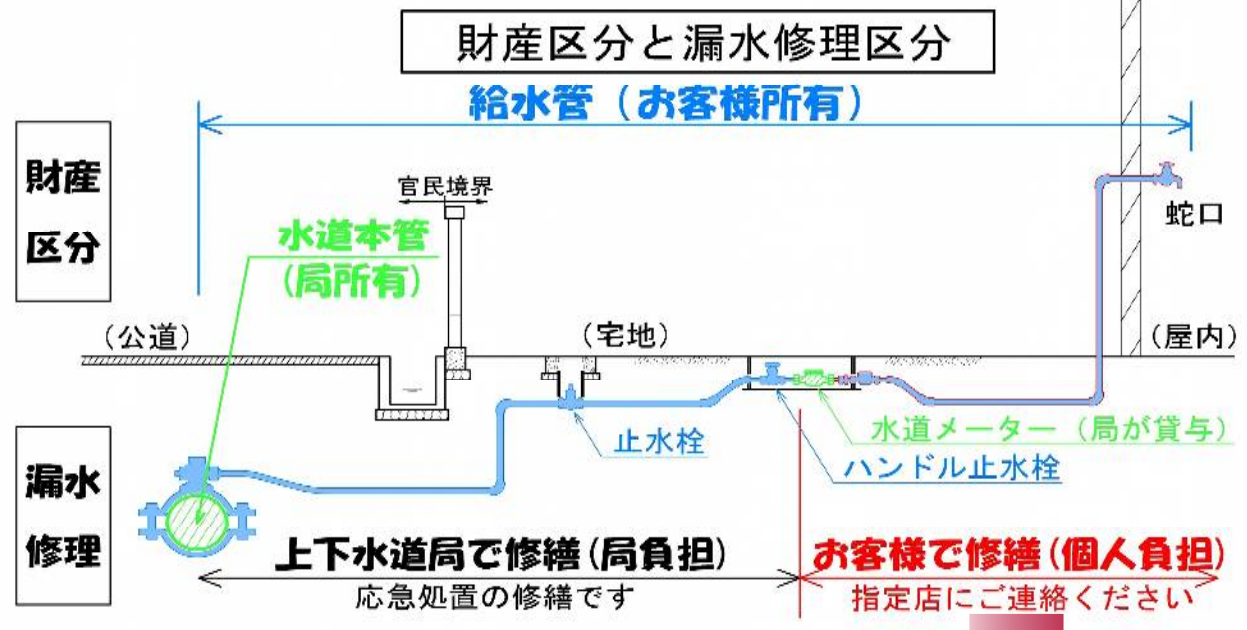 財産区分と漏水修理区分
給水管（お客様所有）
財産
区分
官民境界
水道本管
(局所有)
蛇口
（公道）
（宅地）
（屋内）
止水栓
水道メーター（局が貸与）
ハンドル止水栓
漏水
修理
上下水道局で修繕(局負担)
応急処置の修繕です
お客様で修繕(個人負担)
指定店にご連絡ください